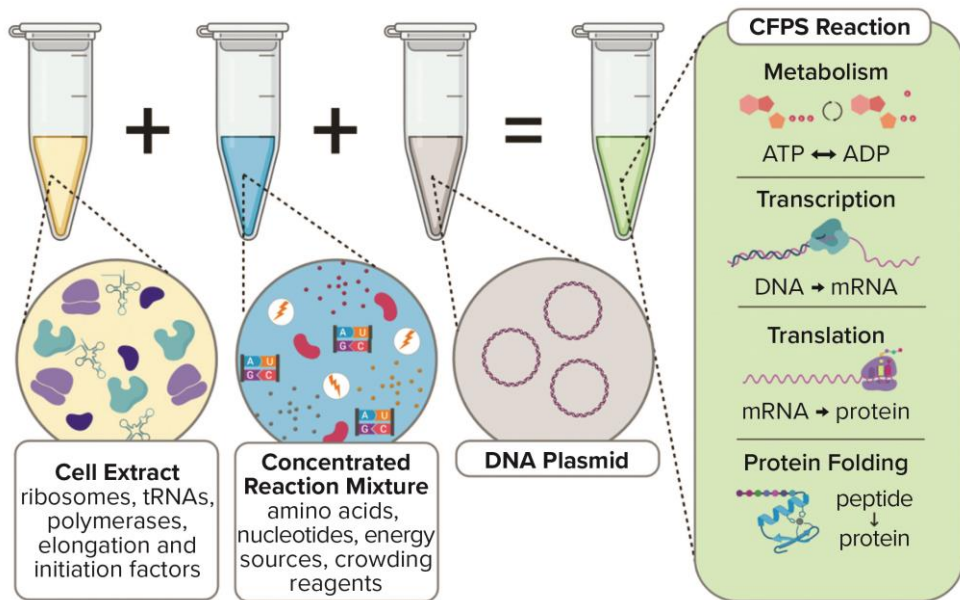 +
+
=
Cell Extract
ribosomes, tRNAs,
polymerases,
elongation and
initiation factors
A U
G C
A U
G C
A U
G C
Concentrated
Reaction Mixture
amino acids,
nucleotides, energy
sources, crowding
reagents
DNA Plasmid
CFPS Reaction
Metabolism
ATP ↔ ADP
Transcription
DNA → mRNA
Translation
mRNA → protein
Protein Folding
peptide
↓
protein